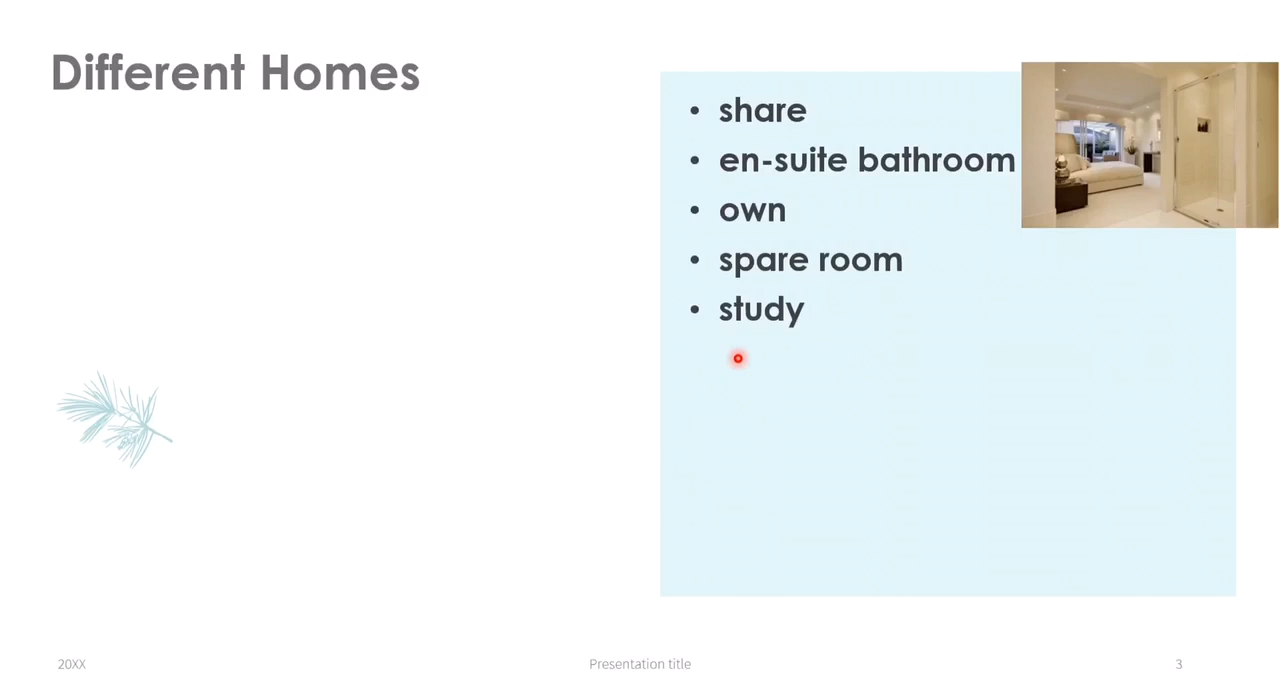 Different Homes
• share
• en-suite bathroom
• own
• spare room
• study
20XX
Presentation title
3